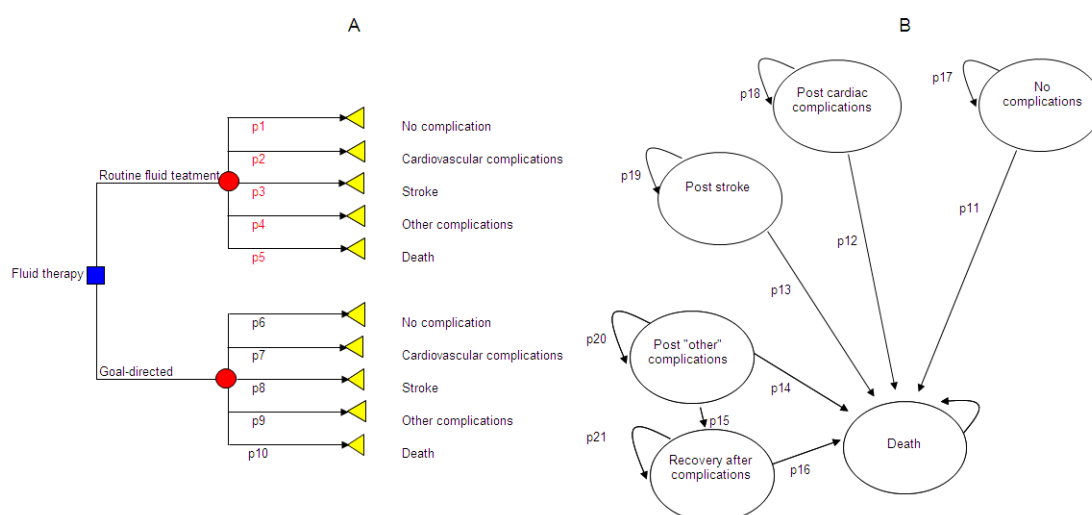 A
p1
No complication
p2
Cardiovascular complications
Routine fluid teatment
p3
Stroke
p4
Other complications
p5
Death
Fluid therapy
p6
No complication
p7
Cardiovascular complications
Goal-directed
p8
Stroke
p9
Other complications
p10
Death
B
p18
Post cardiac
complications
p17
No
complications
p19
Post stroke
p11
p12
p13
p20
Post "other"
complications
p14
p15
p21
Recovery after
complications
p16
Death